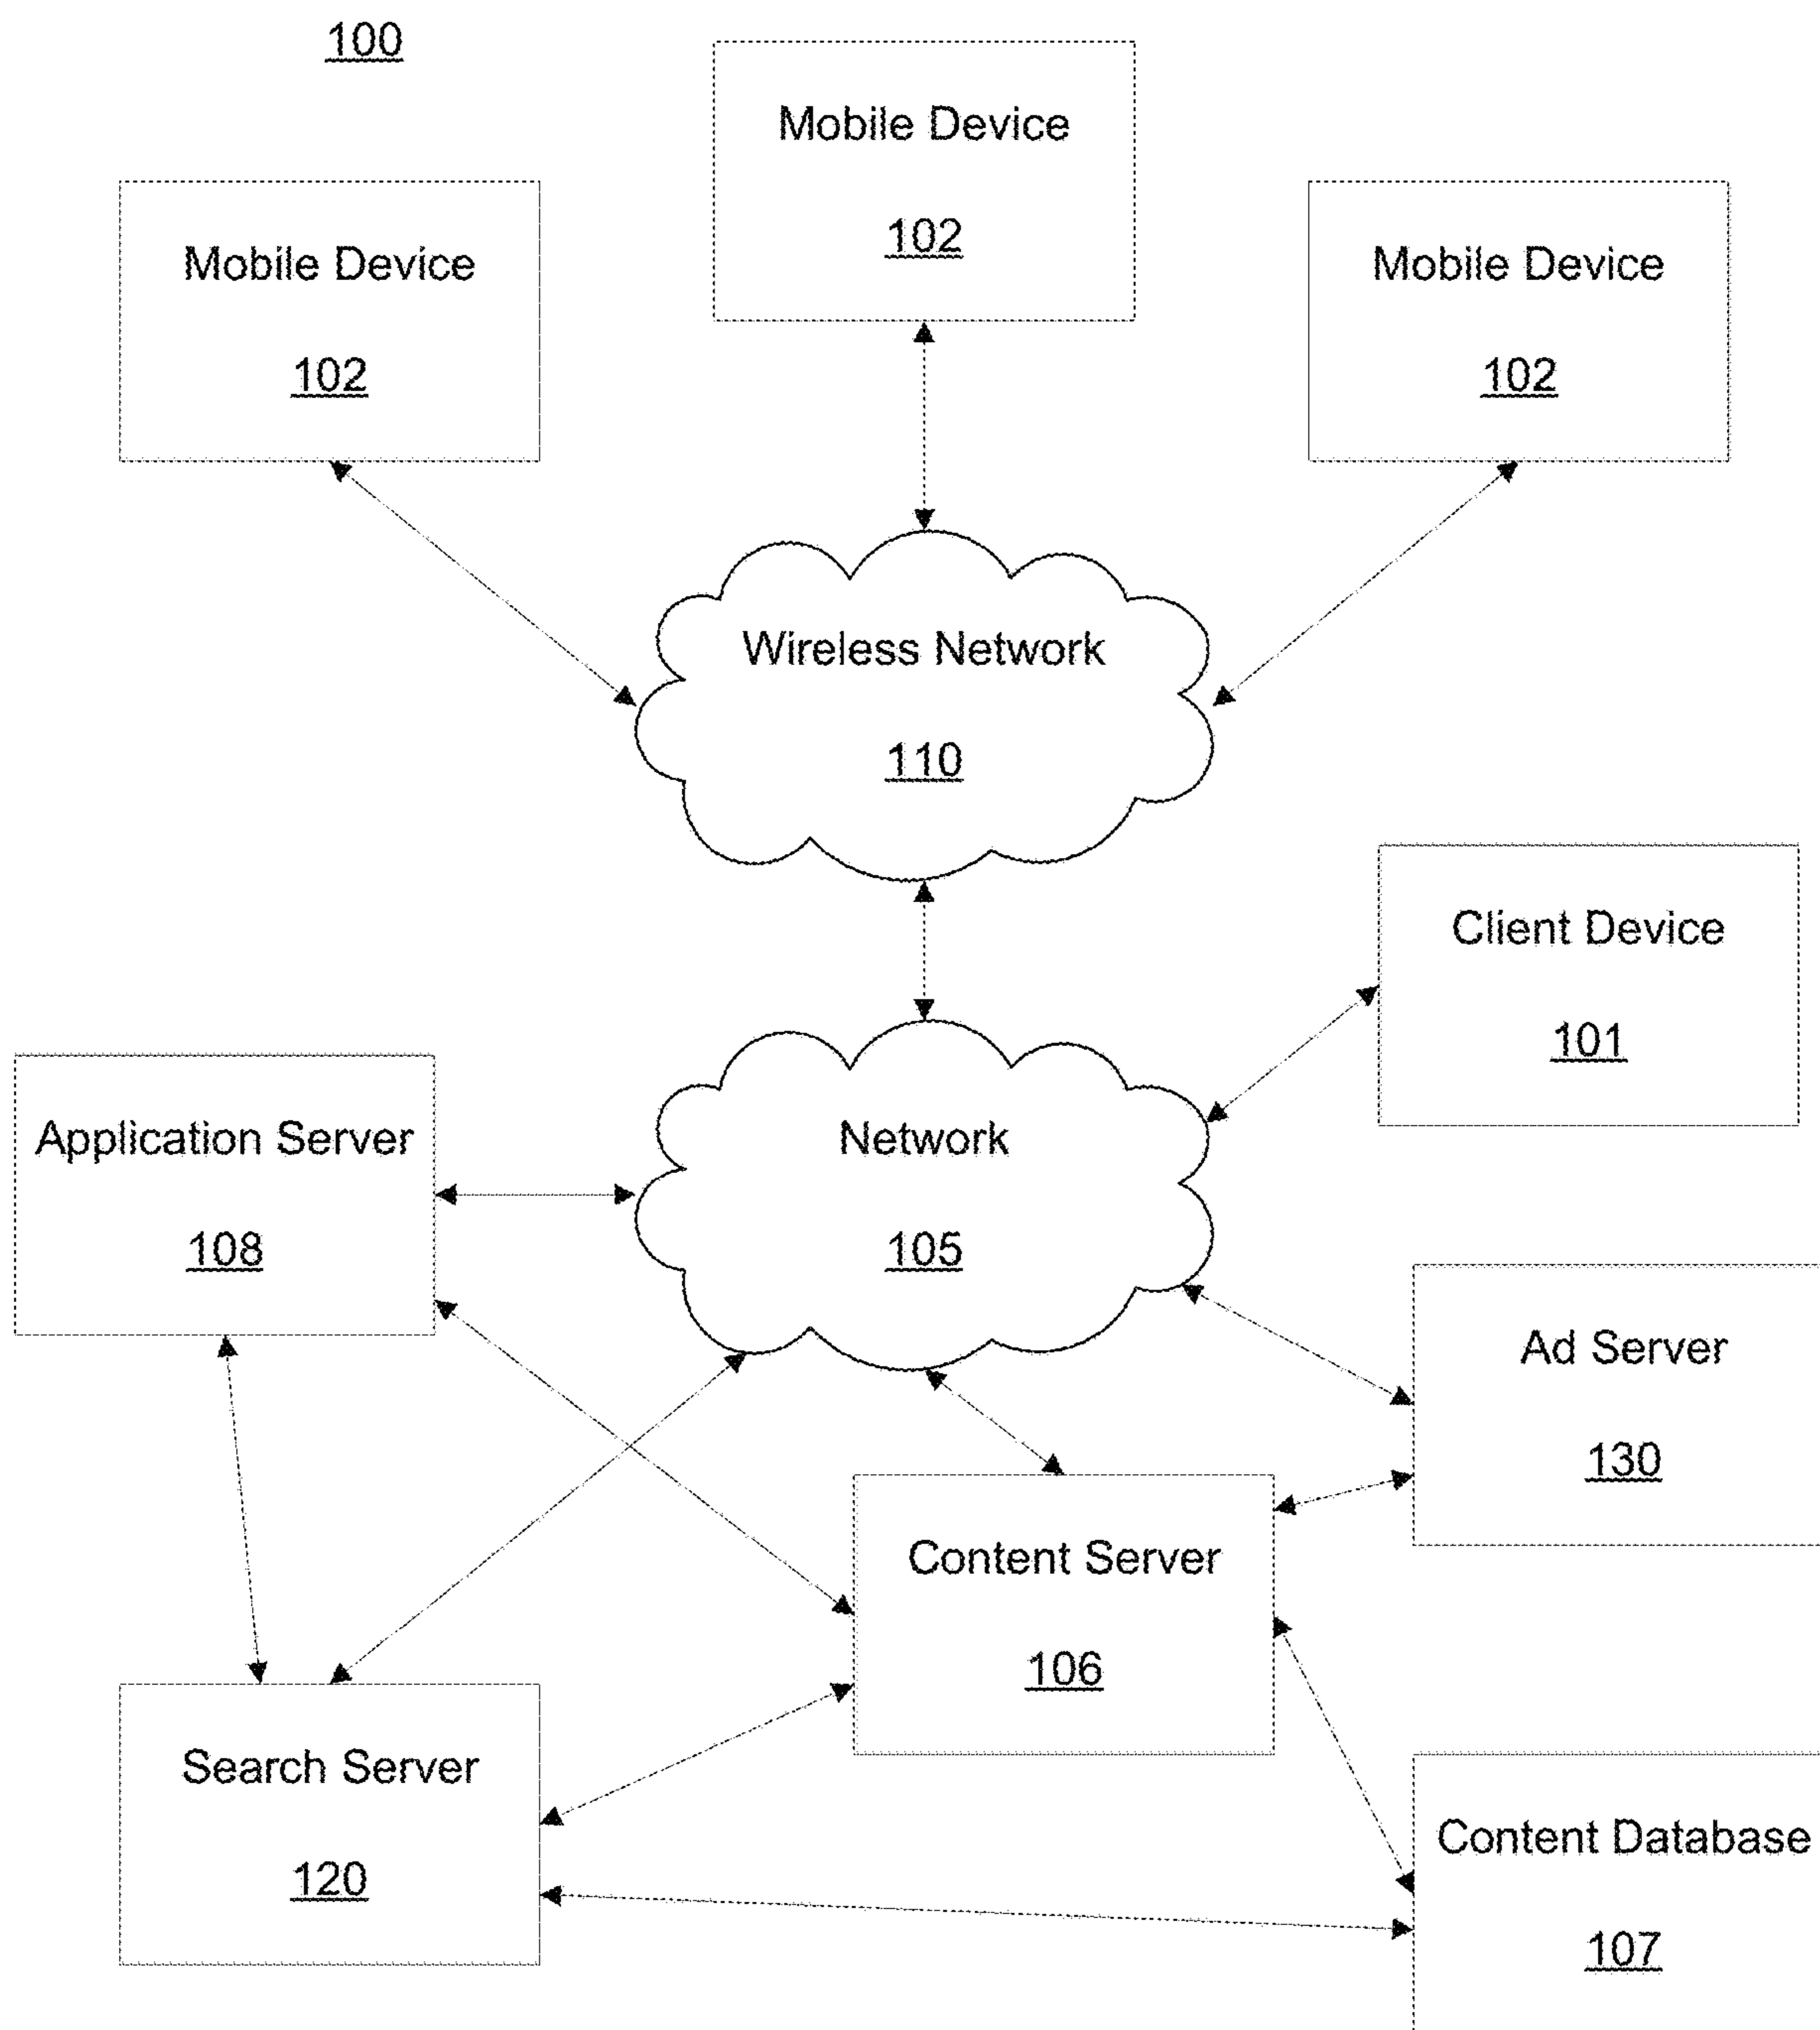 100
Mobile Device
102
Mobile Device
102
Mobile Device
102
Wireless Network
110
Client Device
101
Application Server
108
Network
105
Ad Server
130
Content Server
106
Search Server
120
Content Database
107